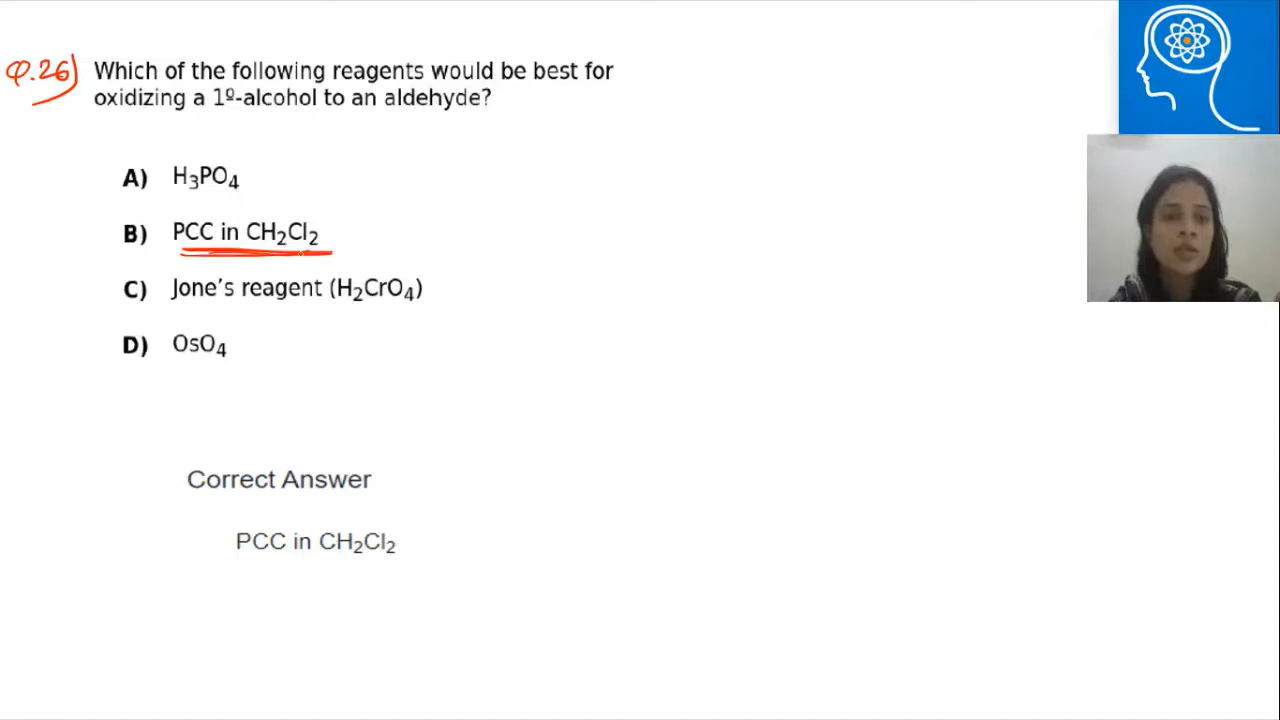 Q.26)
Which of the following reagents would be best for
oxidizing a 1º-alcohol to an aldehyde?
A) H₃PO₄
B) PCC in CH₂Cl₂
C) Jone's reagent (H₂CrO₄)
D) OsO₄
Correct Answer
PCC in CH₂Cl₂